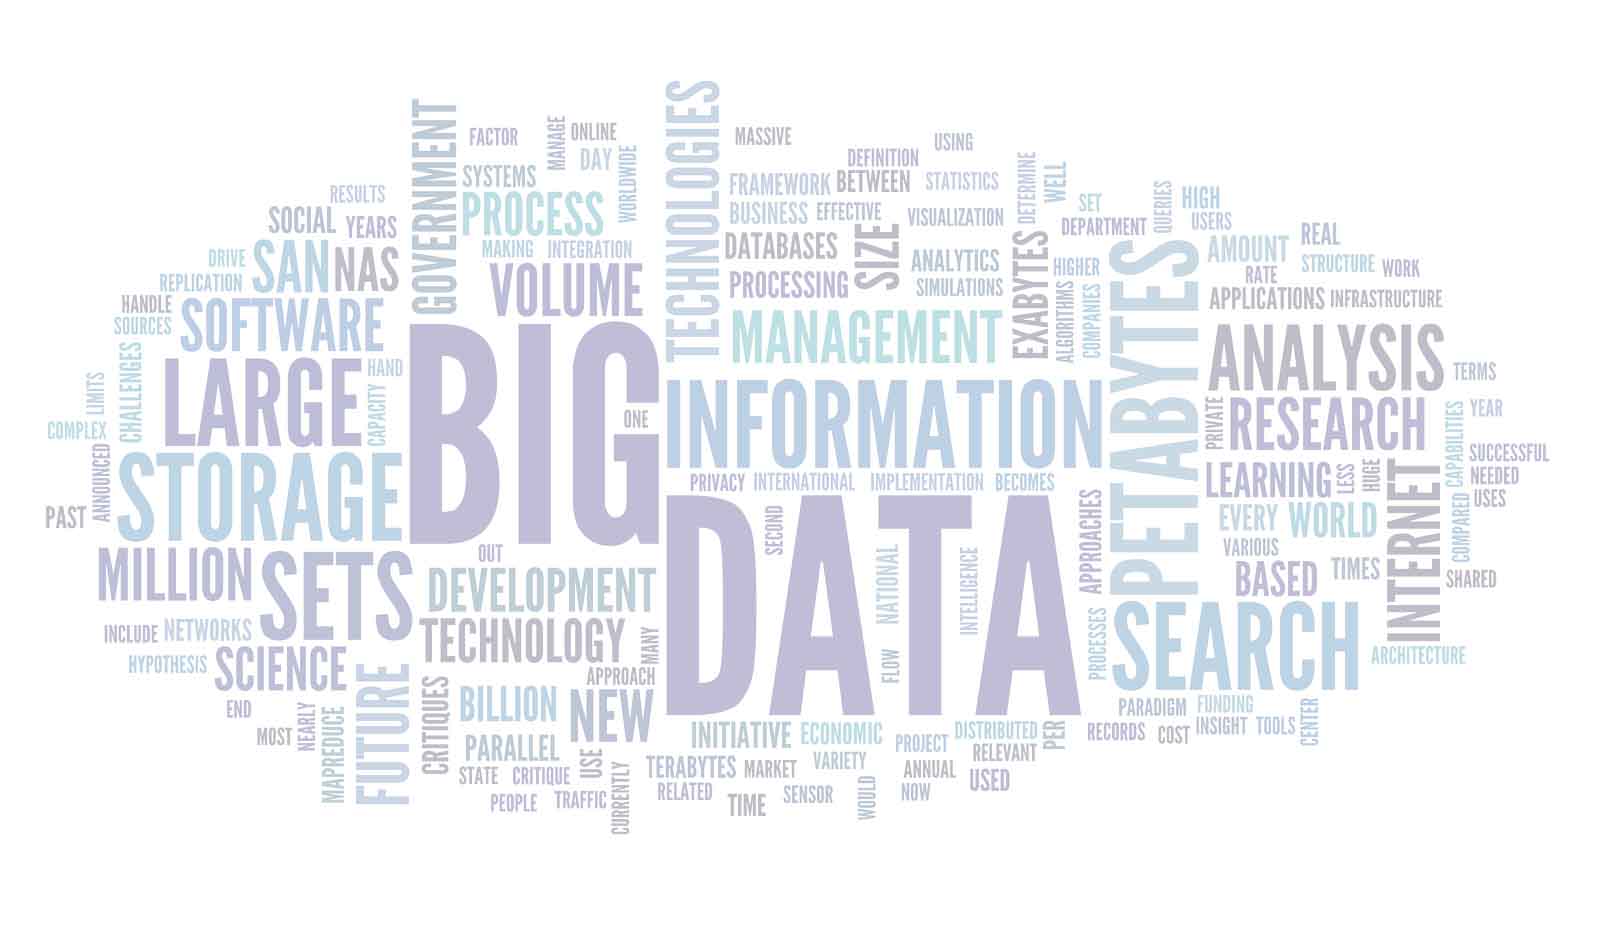 GOVERNMENT
FACTOR
MANAGE
ONLINE
DAY
WORLDWIDE
SYSTEMS
PROCESS
MAKING
INTEGRATION
VOLUME
RESULTS
SOCIAL
YEARS
DRIVE
SAN
NAS
REPLICATION
HANDLE
SOURCES
SOFTWARE
CHALLENGES
LARGE
HAND
CAPACITY
LIMITS
COMPLEX
ANNOUNCED
PAST
STORAGE
BIG
ONE
TECHNOLOGIES
MASSIVE
USING
DEFINITION
FRAMEWORK
BETWEEN
STATISTICS
BUSINESS
EFFECTIVE
VISUALIZATION
DATABASES
SIZE
ANALYTICS
PROCESSING
SIMULATIONS
MANAGEMENT
DETERMINE
WELL
EXABYTES
SET
DEPARTMENT
QUERIES
HIGH
USERS
HIGHER
ALGORITHMS
COMPANIES
PETABYTES
AMOUNT
REAL
RATE
STRUCTURE
WORK
APPLICATIONS
INFRASTRUCTURE
ANALYSIS
TERMS
PRIVATE
RESEARCH
YEAR
CAPABILITIES
SUCCESSFUL
LEARNING
LESS
HUGE
NEEDED
USES
INTERNET
EVERY
WORLD
COMPARED
VARIOUS
BASED
TIMES
SHARED
INFORMATION
PRIVACY
INTERNATIONAL
IMPLEMENTATION
BECOMES
DATA
SECOND
NATIONAL
FLOW
INTELLIGENCE
APPROACHES
PROCESSES
SEARCH
ARCHITECTURE
MILLION
SETS
OUT
DEVELOPMENT
TECHNOLOGY
MANY
INCLUDE
NETWORKS
HYPOTHESIS
SCIENCE
FUTURE
CRITIQUES
APPROACH
BILLION
NEW
END
MOST
NEARLY
MAPREDUCE
PARALLEL
USE
STATE
CRITIQUE
PEOPLE
TRAFFIC
CURRENTLY
INITIATIVE
ECONOMIC
PROJECT
DISTRIBUTED
PER
RELEVANT
TERABYTES
MARKET
VARIETY
ANNUAL
USED
RELATED
TIME
SENSOR
WOULD
NOW
PARADIGM
FUNDING
RECORDS
COST
INSIGHT
TOOLS
CENTER